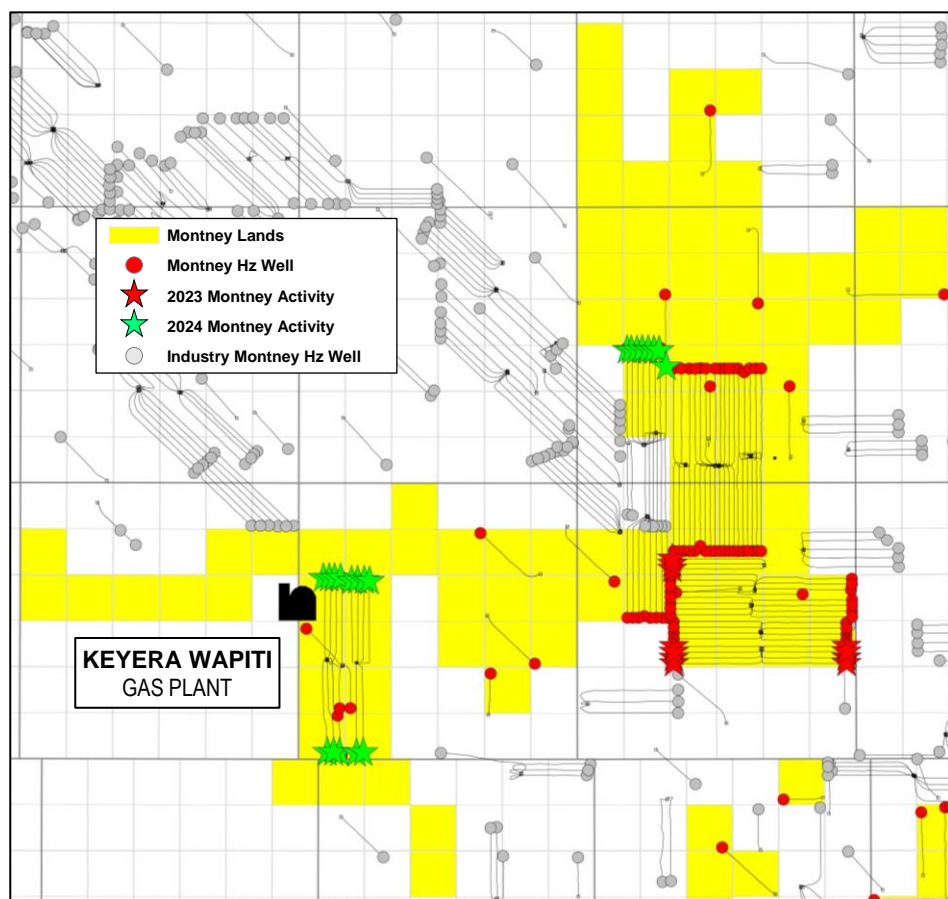 Montney Lands
Montney Hz Well
2023 Montney Activity
2024 Montney Activity
Industry Montney Hz Well
KEYERA WAPITI
GAS PLANT